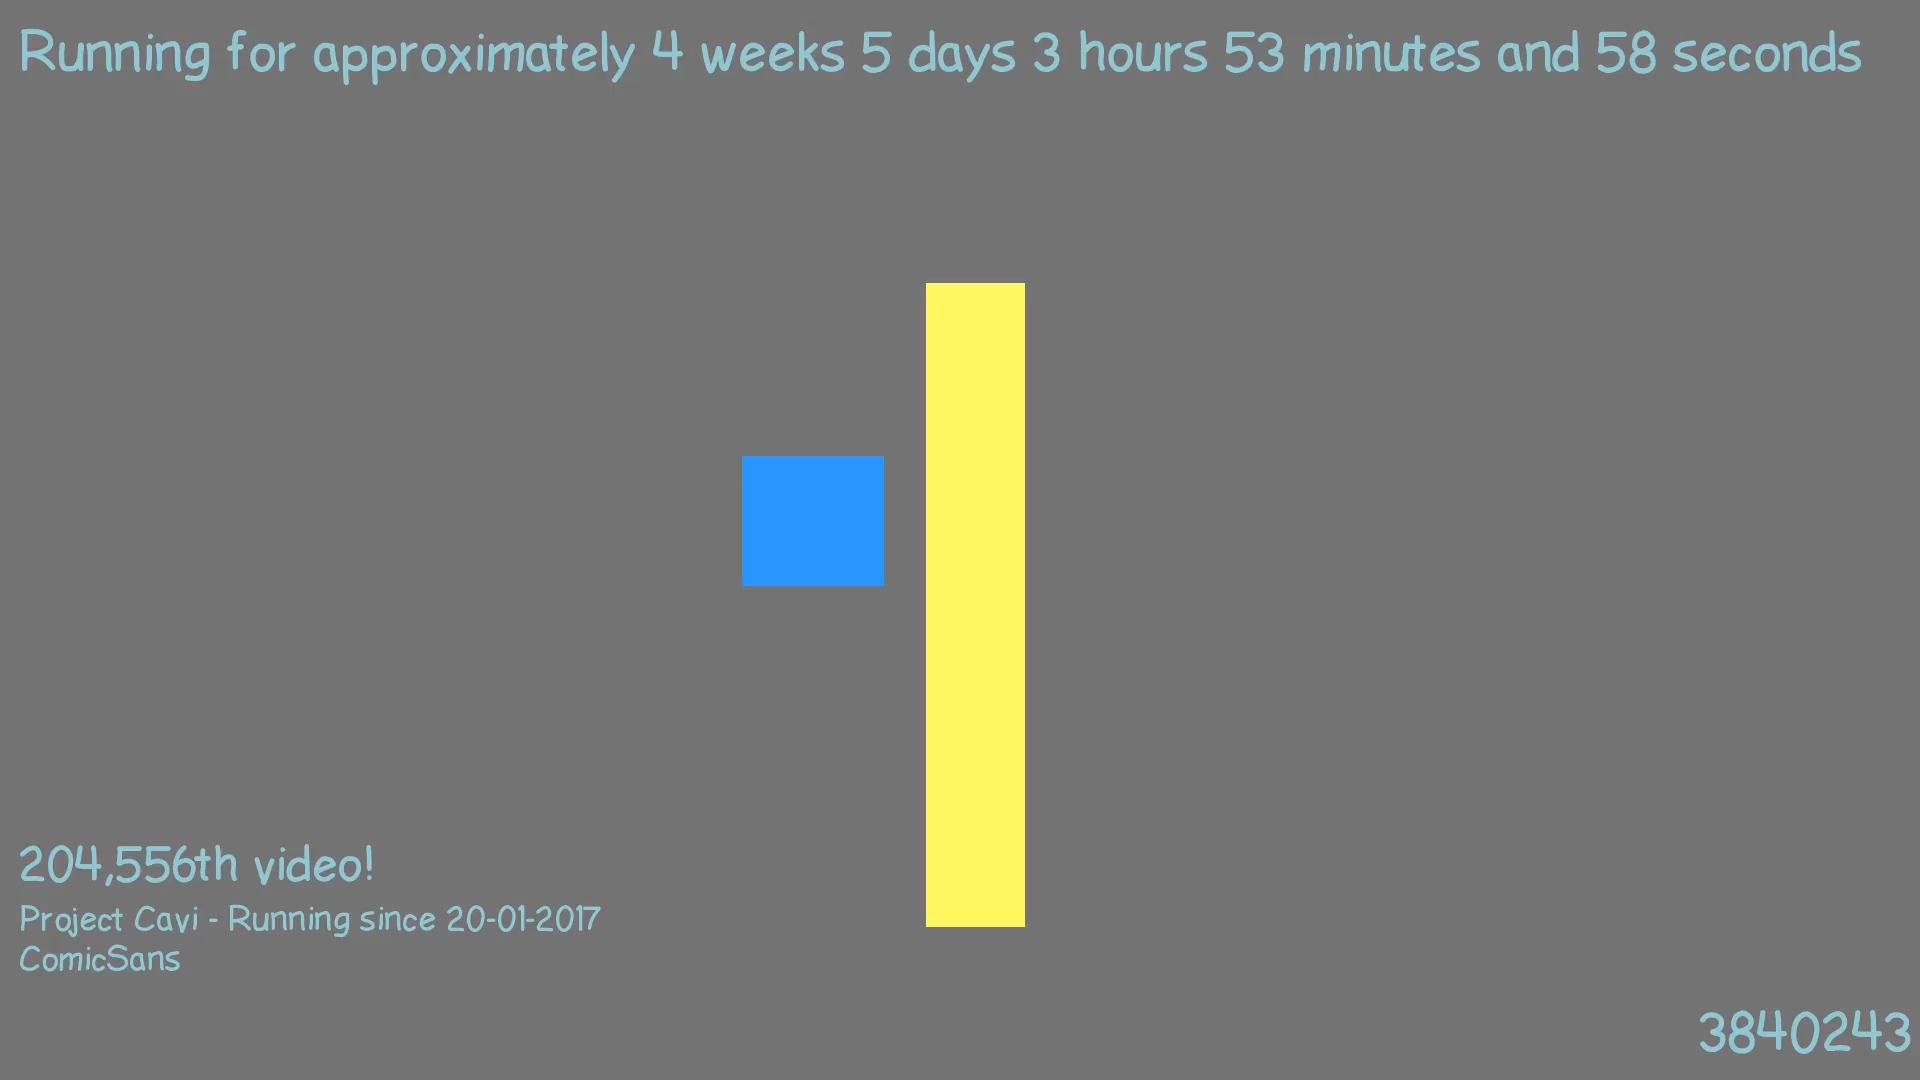 Running for approximately 4 weeks 5 days 3 hours 53 minutes and 58 seconds
204,556th video!
Project Cavi - Running since 20-01-2017
ComicSans
3840243